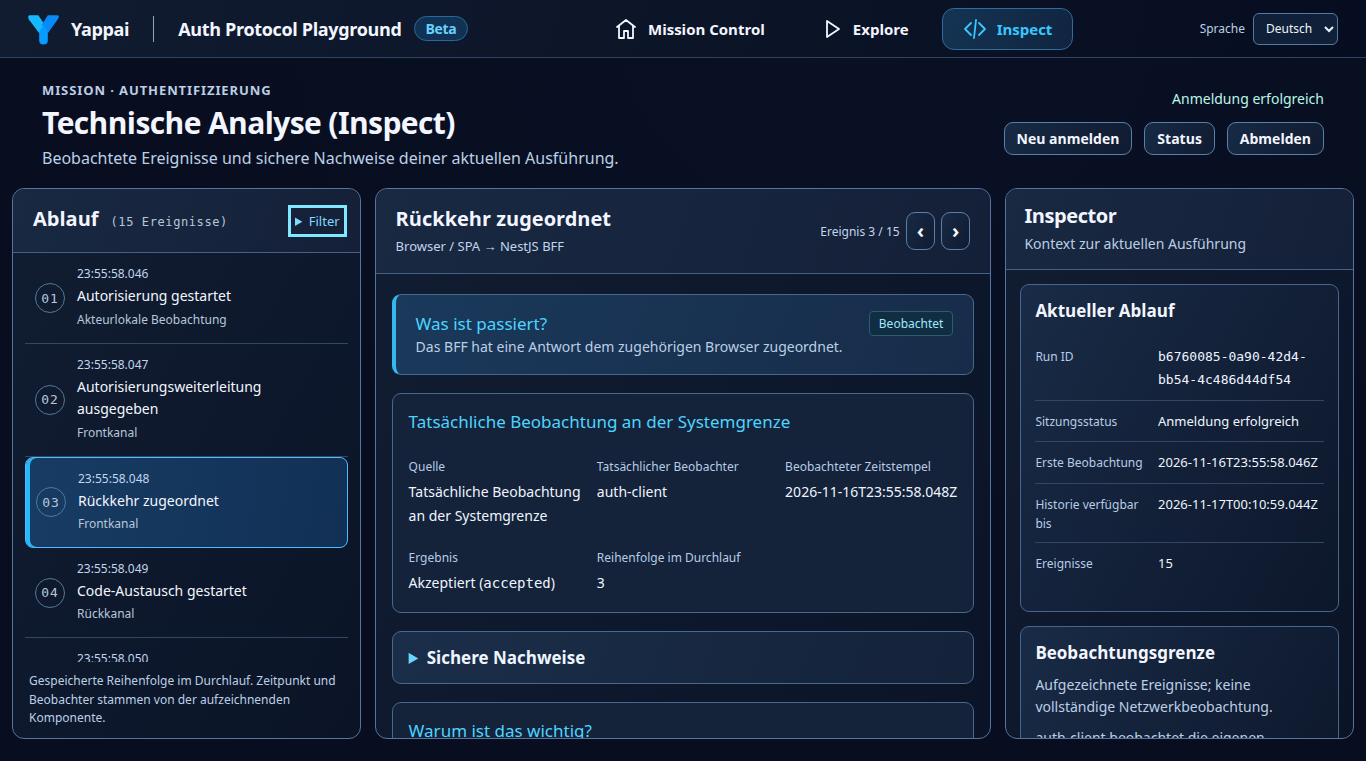 Yappai
Auth Protocol Playground
Beta
Mission Control
Explore
Inspect
Sprache
Deutsch
MISSION · AUTHENTIFIZIERUNG
Technische Analyse (Inspect)
Beobachtete Ereignisse und sichere Nachweise deiner aktuellen Ausführung.
Anmeldung erfolgreich
Neu anmelden
Status
Abmelden
Ablauf (15 Ereignisse)
Filter
23:55:58.046
01
Autorisierung gestartet
Akteurlokale Beobachtung
23:55:58.047
02
Autorisierungsweiterleitung
ausgegeben
Frontkanal
23:55:58.048
03
Rückkehr zugeordnet
Frontkanal
23:55:58.049
04
Code-Austausch gestartet
Rückkanal
23:55:58.050
Gespeicherte Reihenfolge im Durchlauf. Zeitpunkt und
Beobachter stammen von der aufzeichnenden
Komponente.
Rückkehr zugeordnet
Browser / SPA → NestJS BFF
Ereignis 3 / 15
‹
›
Was ist passiert?
Beobachtet
Das BFF hat eine Antwort dem zugehörigen Browser zugeordnet.
Tatsächliche Beobachtung an der Systemgrenze
Quelle
Tatsächliche Beobachtung
an der Systemgrenze
Tatsächlicher Beobachter
auth-client
Beobachteter Zeitstempel
2026-11-16T23:55:58.048Z
Ergebnis
Akzeptiert (accepted)
Reihenfolge im Durchlauf
3
Sichere Nachweise
Warum ist das wichtig?
Inspector
Kontext zur aktuellen Ausführung
Aktueller Ablauf
Run ID
b6760085-0a90-42d4-
bb54-4c486d44df54
Sitzungsstatus
Anmeldung erfolgreich
Erste Beobachtung
2026-11-16T23:55:58.046Z
Historie verfügbar
bis
2026-11-17T00:10:59.044Z
Ereignisse
15
Beobachtungsgrenze
Aufgezeichnete Ereignisse; keine
vollständige Netzwerkbeobachtung.
auth-client beobachtet die eigenen